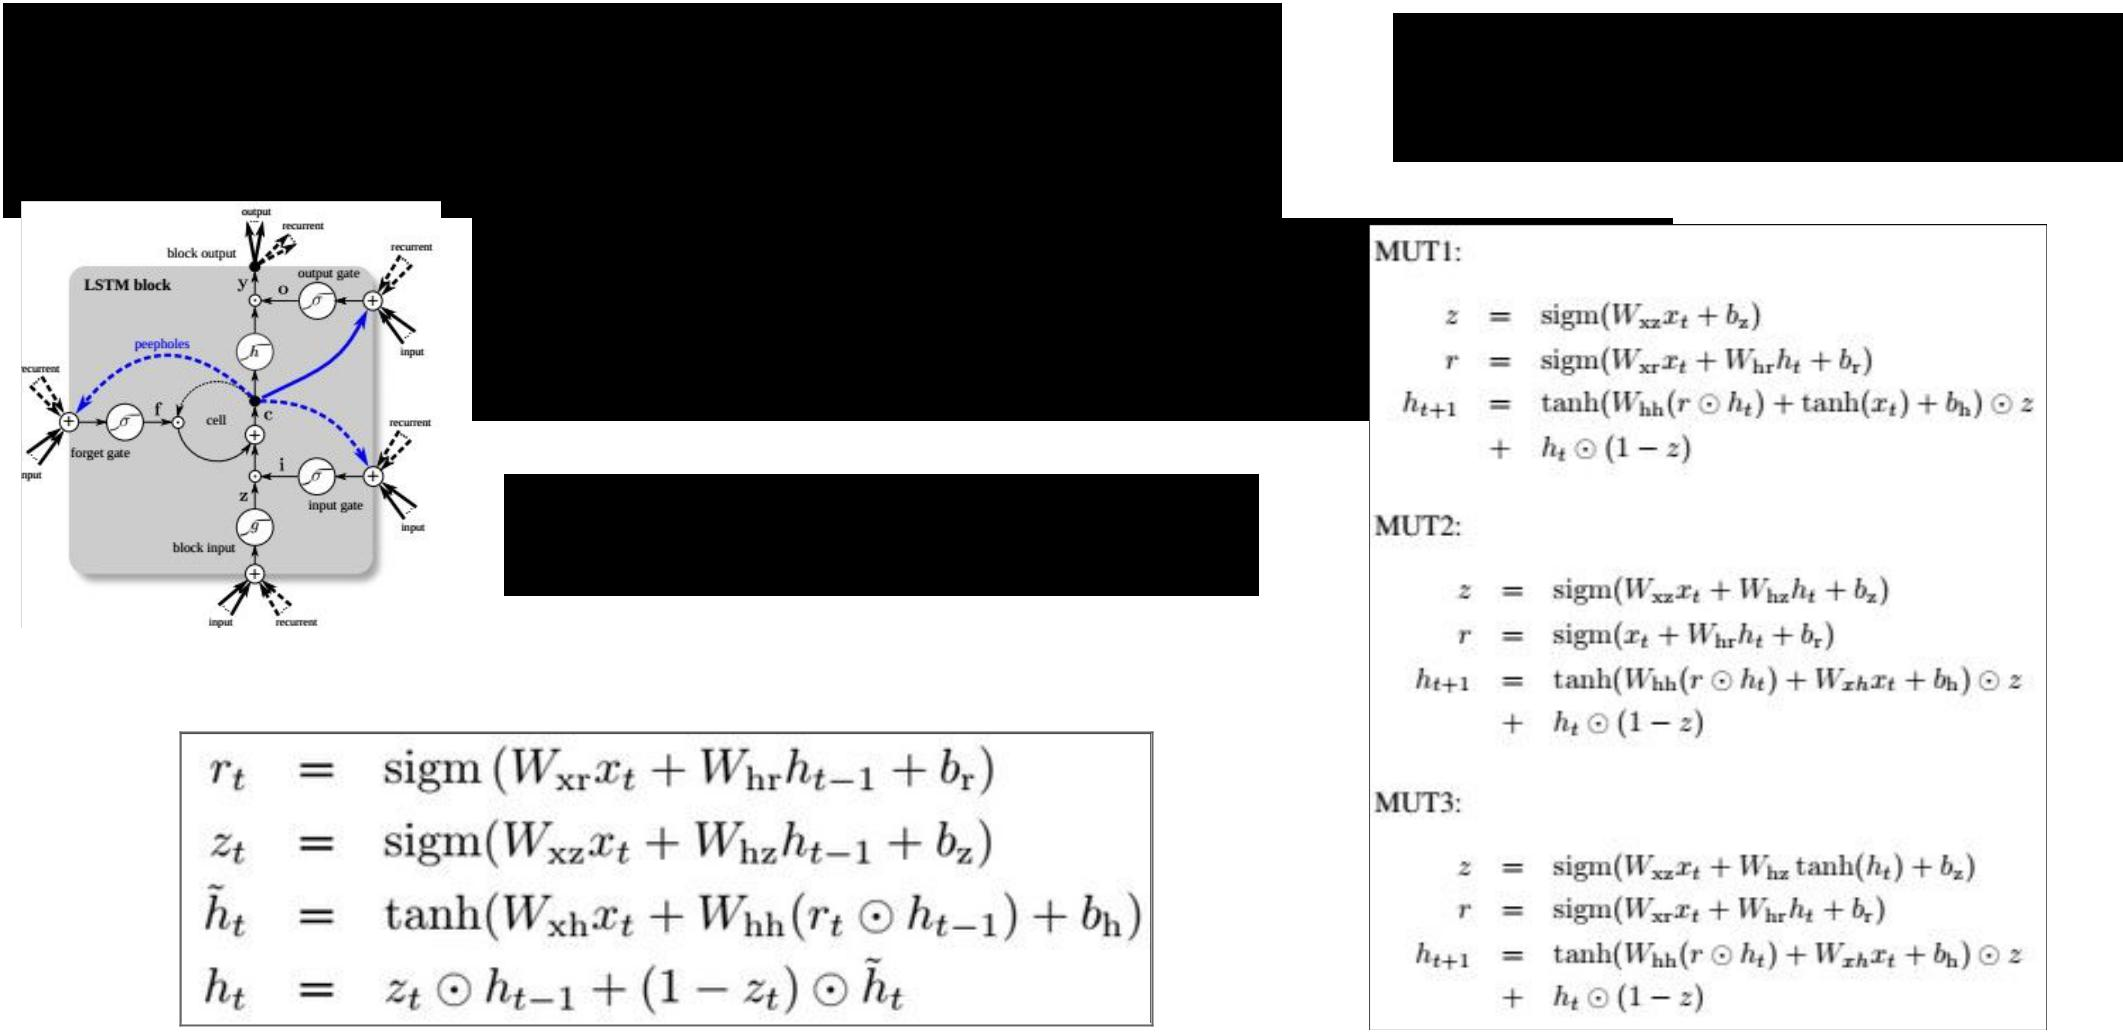 output
recurrent
block output
recurrent
LSTM block
output gate
y
o
σ
+
h
peepholes
input
ecurrent
f
cell
c
recurrent
+
σ
+
forget gate
i
σ
+
nput
z
input gate
g
input
block input
+
input
recurrent
r_t = sigm (W_xr x_t + W_hr h_{t−1} + b_r)
z_t = sigm(W_xz x_t + W_hz h_{t−1} + b_z)
h̃_t = tanh(W_xh x_t + W_hh(r_t ⊙ h_{t−1}) + b_h)
h_t = z_t ⊙ h_{t−1} + (1 − z_t) ⊙ h̃_t
MUT1:
z = sigm(W_xz x_t + b_z)
r = sigm(W_xr x_t + W_hr h_t + b_r)
h_{t+1} = tanh(W_hh(r ⊙ h_t) + tanh(x_t) + b_h) ⊙ z
+ h_t ⊙ (1 − z)
MUT2:
z = sigm(W_xz x_t + W_hz h_t + b_z)
r = sigm(x_t + W_hr h_t + b_r)
h_{t+1} = tanh(W_hh(r ⊙ h_t) + W_xh x_t + b_h) ⊙ z
+ h_t ⊙ (1 − z)
MUT3:
z = sigm(W_xz x_t + W_hz tanh(h_t) + b_z)
r = sigm(W_xr x_t + W_hr h_t + b_r)
h_{t+1} = tanh(W_hh(r ⊙ h_t) + W_xh x_t + b_h) ⊙ z
+ h_t ⊙ (1 − z)